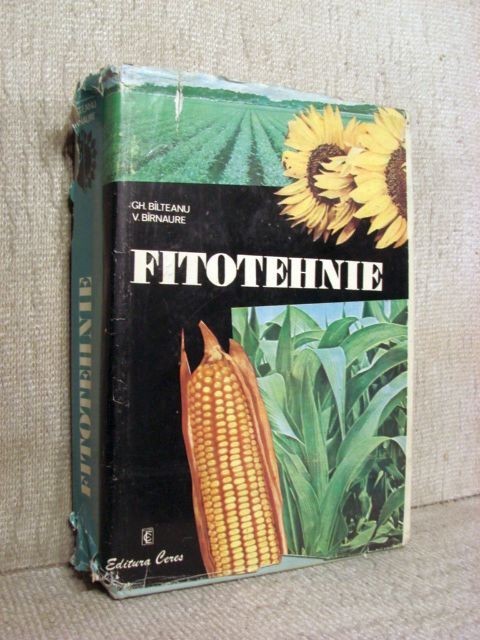 GH. BÎLTEANU
V. BÎRNAURE
FITOTEHNIE
Editura Ceres
FITOTEHNIE